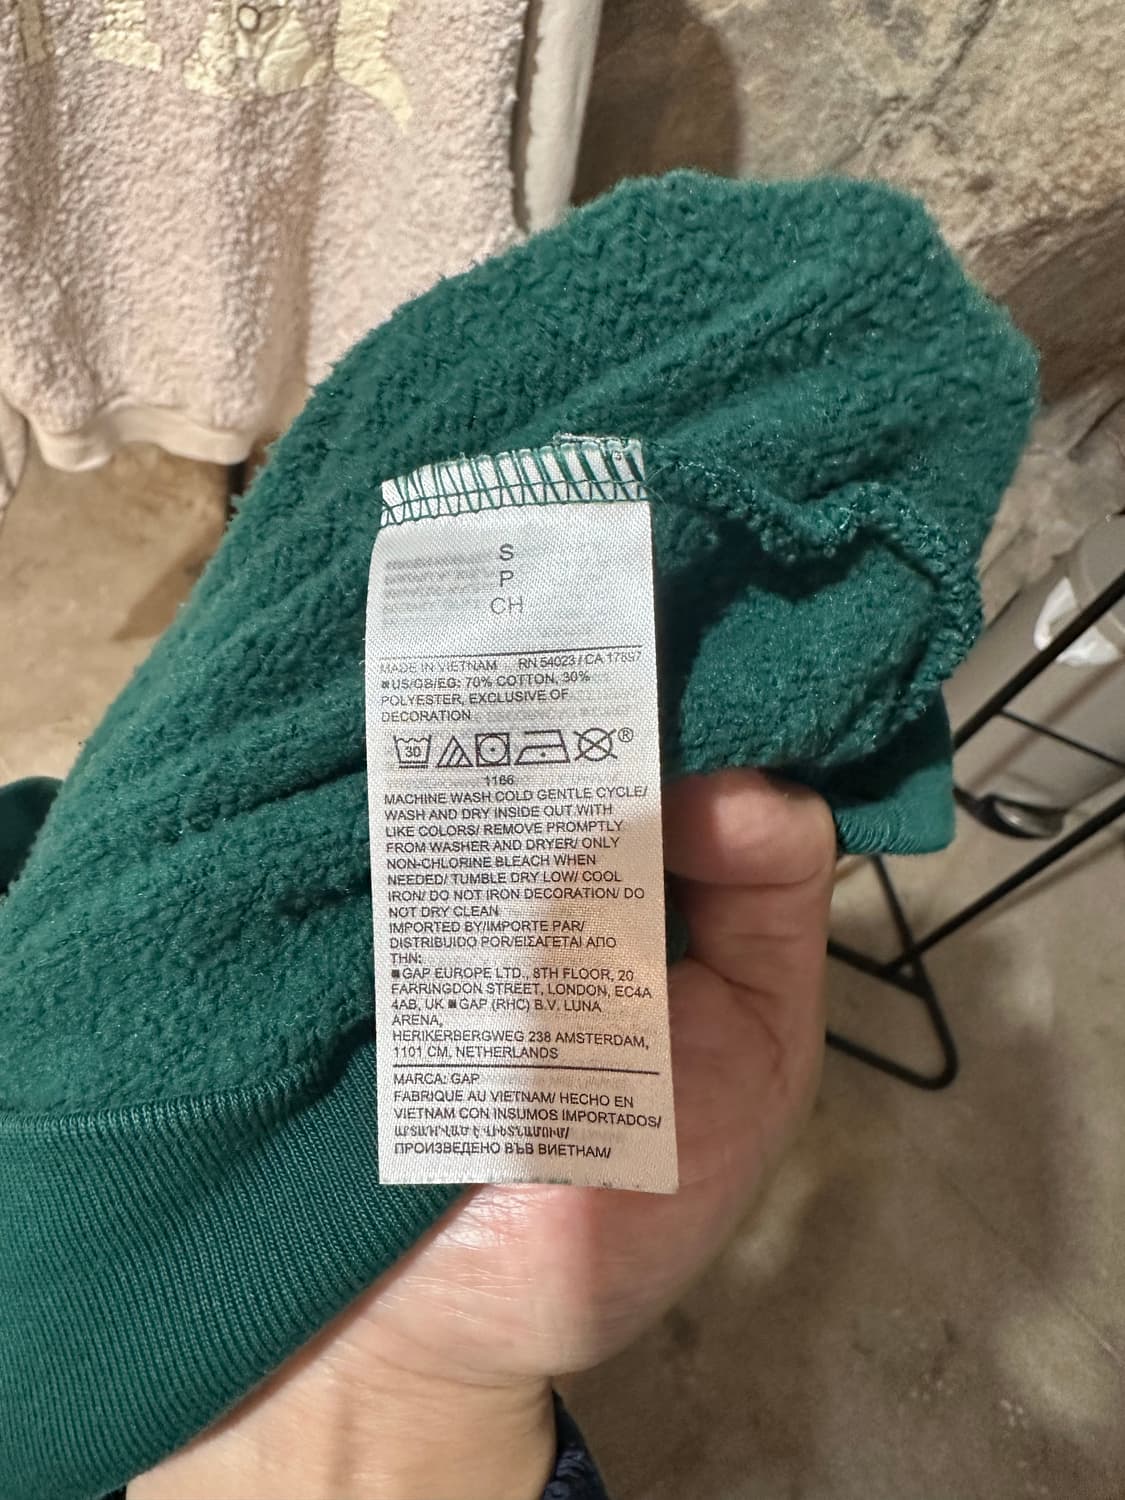 S
P
CH
MADE IN VIETNAM RN 54023 / CA 17897
US/GB/EG: 70% COTTON, 30%
POLYESTER, EXCLUSIVE OF
DECORATION
30
®
1166
MACHINE WASH COLD GENTLE CYCLE/
WASH AND DRY INSIDE OUT WITH
LIKE COLORS/ REMOVE PROMPTLY
FROM WASHER AND DRYER/ ONLY
NON-CHLORINE BLEACH WHEN
NEEDED/ TUMBLE DRY LOW/ COOL
IRON/ DO NOT IRON DECORATION/ DO
NOT DRY CLEAN
IMPORTED BY/IMPORTE PAR/
DISTRIBUIDO POR/ΕΙΣΑΓΕΤΑΙ ΑΠΟ
ΤΗΝ:
GAP EUROPE LTD., 8TH FLOOR, 20
FARRINGDON STREET, LONDON, EC4A
4AB, UK GAP (RHC) B.V. LUNA
ARENA,
HERIKERBERGWEG 238 AMSTERDAM,
1101 CM, NETHERLANDS
MARCA: GAP
FABRIQUE AU VIETNAM/ HECHO EN
VIETNAM CON INSUMOS IMPORTADOS/
ПРОИЗВЕДЕНО ВЪВ ВИЕТНАМ/